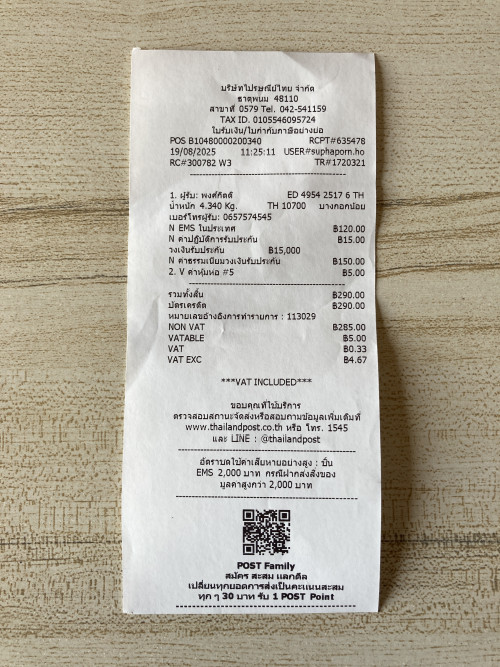 บริษัทไปรษณีย์ไทย จำกัด
ธาตุพนม 48110
สาขาที่ 0579 Tel. 042-541159
TAX ID. 0105546095724
ใบรับเงิน/ใบกำกับภาษีอย่างย่อ
POS B10480000200340 RCPT#635478
19/08/2025 11:25:11 USER#suphaporn.ho
RC#300782 W3 TR#1720321
1. ผู้รับ: พงศ์กิตติ์ ED 4954 2517 6 TH
น้ำหนัก 4.340 Kg. TH 10700 บางกอกน้อย
เบอร์โทรผู้รับ: 0657574545
N EMS ในประเทศ ฿120.00
N ค่าปฏิบัติการรับประกัน ฿15.00
วงเงินรับประกัน ฿15,000
N ค่าธรรมเนียมวงเงินรับประกัน ฿150.00
2. V ค่าหุ้มห่อ #5 ฿5.00
รวมทั้งสิ้น ฿290.00
บัตรเครดิต ฿290.00
หมายเลขอ้างอิงการทำรายการ : 113029
NON VAT ฿285.00
VATABLE ฿5.00
VAT ฿0.33
VAT EXC ฿4.67
***VAT INCLUDED***
ขอบคุณที่ใช้บริการ
ตรวจสอบสถานะจัดส่งหรือสอบถามข้อมูลเพิ่มเติมที่
www.thailandpost.co.th หรือ โทร. 1545
และ LINE : @thailandpost
อัตราชดใช้ค่าเสียหายอย่างสูง : ชิ้น
EMS 2,000 บาท กรณีฝากส่งสิ่งของ
มูลค่าสูงกว่า 2,000 บาท
POST Family
สมัคร สะสม แลกดีล
เปลี่ยนทุกยอดการส่งเป็นคะแนนสะสม
ทุก ๆ 30 บาท รับ 1 POST Point